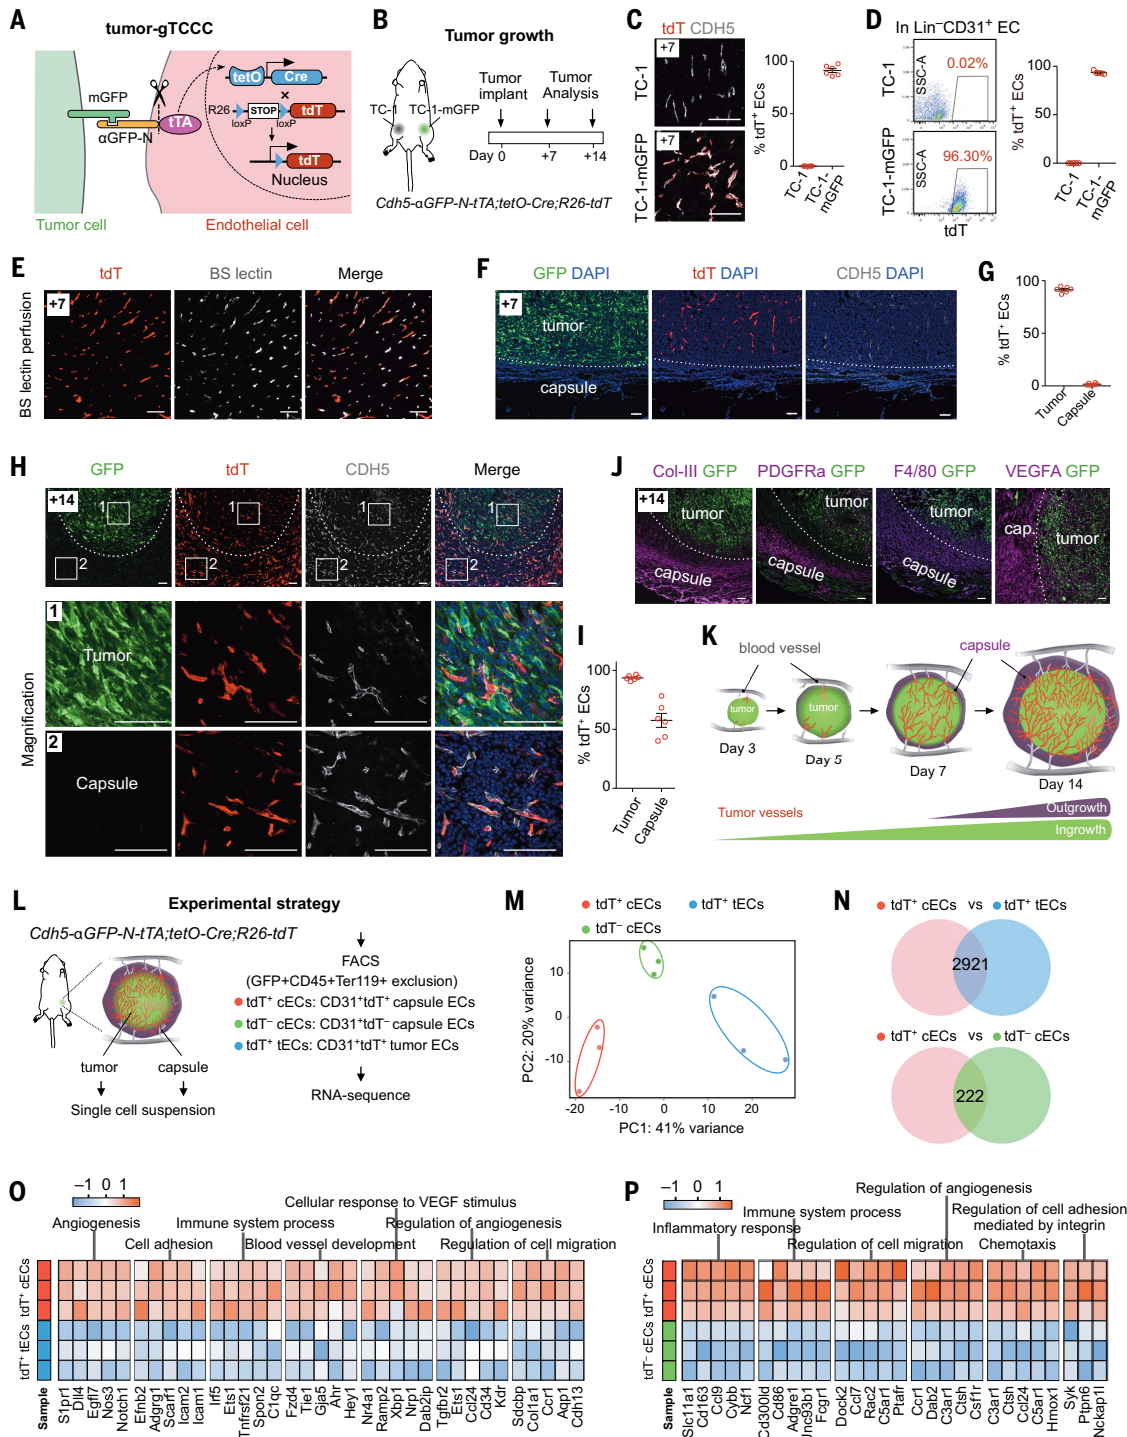 A
tumor-gTCCC
mGFP
αGFP-N
tTA
tetO
Cre
×
R26
STOP
tdT
loxP
loxP
tdT
Nucleus
Tumor cell
Endothelial cell
B
Tumor growth
TC-1
TC-1-mGFP
Tumor implant
Tumor Analysis
Day 0
+7
+14
Cdh5-αGFP-N-tTA;tetO-Cre;R26-tdT
C
tdT CDH5
TC-1
+7
TC-1-mGFP
+7
% tdT+ ECs
100
50
0
TC-1
TC-1-mGFP
D
In Lin−CD31+ EC
TC-1
SSC-A
0.02%
TC-1-mGFP
SSC-A
96.30%
tdT
% tdT+ ECs
100
50
0
TC-1
TC-1-mGFP
E
tdT
BS lectin
Merge
BS lectin perfusion
+7
F
GFP DAPI
tdT DAPI
CDH5 DAPI
+7
tumor
capsule
G
% tdT+ ECs
100
50
0
Tumor
Capsule
H
GFP
tdT
CDH5
Merge
+14
1
2
1
2
1
2
1
2
Magnification
1
Tumor
2
Capsule
I
% tdT+ ECs
100
50
0
Tumor
Capsule
J
Col-III GFP
PDGFRa GFP
F4/80 GFP
VEGFA GFP
+14
tumor
capsule
tumor
capsule
tumor
capsule
cap.
tumor
K
blood vessel
capsule
tumor
tumor
Day 3
Day 5
Day 7
Day 14
Tumor vessels
Outgrowth
Ingrowth
L
Experimental strategy
Cdh5-αGFP-N-tTA;tetO-Cre;R26-tdT
tumor
capsule
Single cell suspension
FACS
(GFP+CD45+Ter119+ exclusion)
tdT+ cECs: CD31+tdT+ capsule ECs
tdT− cECs: CD31+tdT− capsule ECs
tdT+ tECs: CD31+tdT+ tumor ECs
RNA-sequence
M
tdT+ cECs
tdT+ tECs
tdT− cECs
PC2: 20% variance
10
0
-10
-20
-10
0
10
20
PC1: 41% variance
N
tdT+ cECs vs tdT+ tECs
2921
tdT+ cECs vs tdT− cECs
222
O
−1 0 1
Cellular response to VEGF stimulus
Angiogenesis
Immune system process
Regulation of angiogenesis
Cell adhesion
Blood vessel development
Regulation of cell migration
tdT+ cECs
tdT+ tECs
Sample
S1pr1
Dll4
Egfl7
Nos3
Notch1
Efnb2
Adgrg1
Scarf1
Icam2
Icam1
Irf5
Ets1
Tnfrsf21
Spon2
C1qc
Fzd4
Tie1
Gja5
Ahr
Hey1
Nr4a1
Ramp2
Xbp1
Nrp1
Dab2ip
Tgfbr2
Ets1
Ccl24
Cd34
Kdr
Sdcbp
Col1a1
Ccr1
Aqp1
Cdh13
P
−1 0 1
Regulation of angiogenesis
Immune system process
Regulation of cell adhesion
mediated by integrin
Inflammatory response
Regulation of cell migration
Chemotaxis
tdT+ cECs
tdT− cECs
Sample
Slc11a1
Cd163
Ccl9
Cybb
Ncf1
Cd300ld
Cd86
Adgre1
Unc93b1
Fcgr1
Dock2
Ccl7
Rac2
C5ar1
Ptafr
Ccr1
Dab2
C3ar1
Ctsh
Csf1r
C3ar1
Ctsh
Ccl24
C5ar1
Hmox1
Syk
Ptpn6
Nckap1l